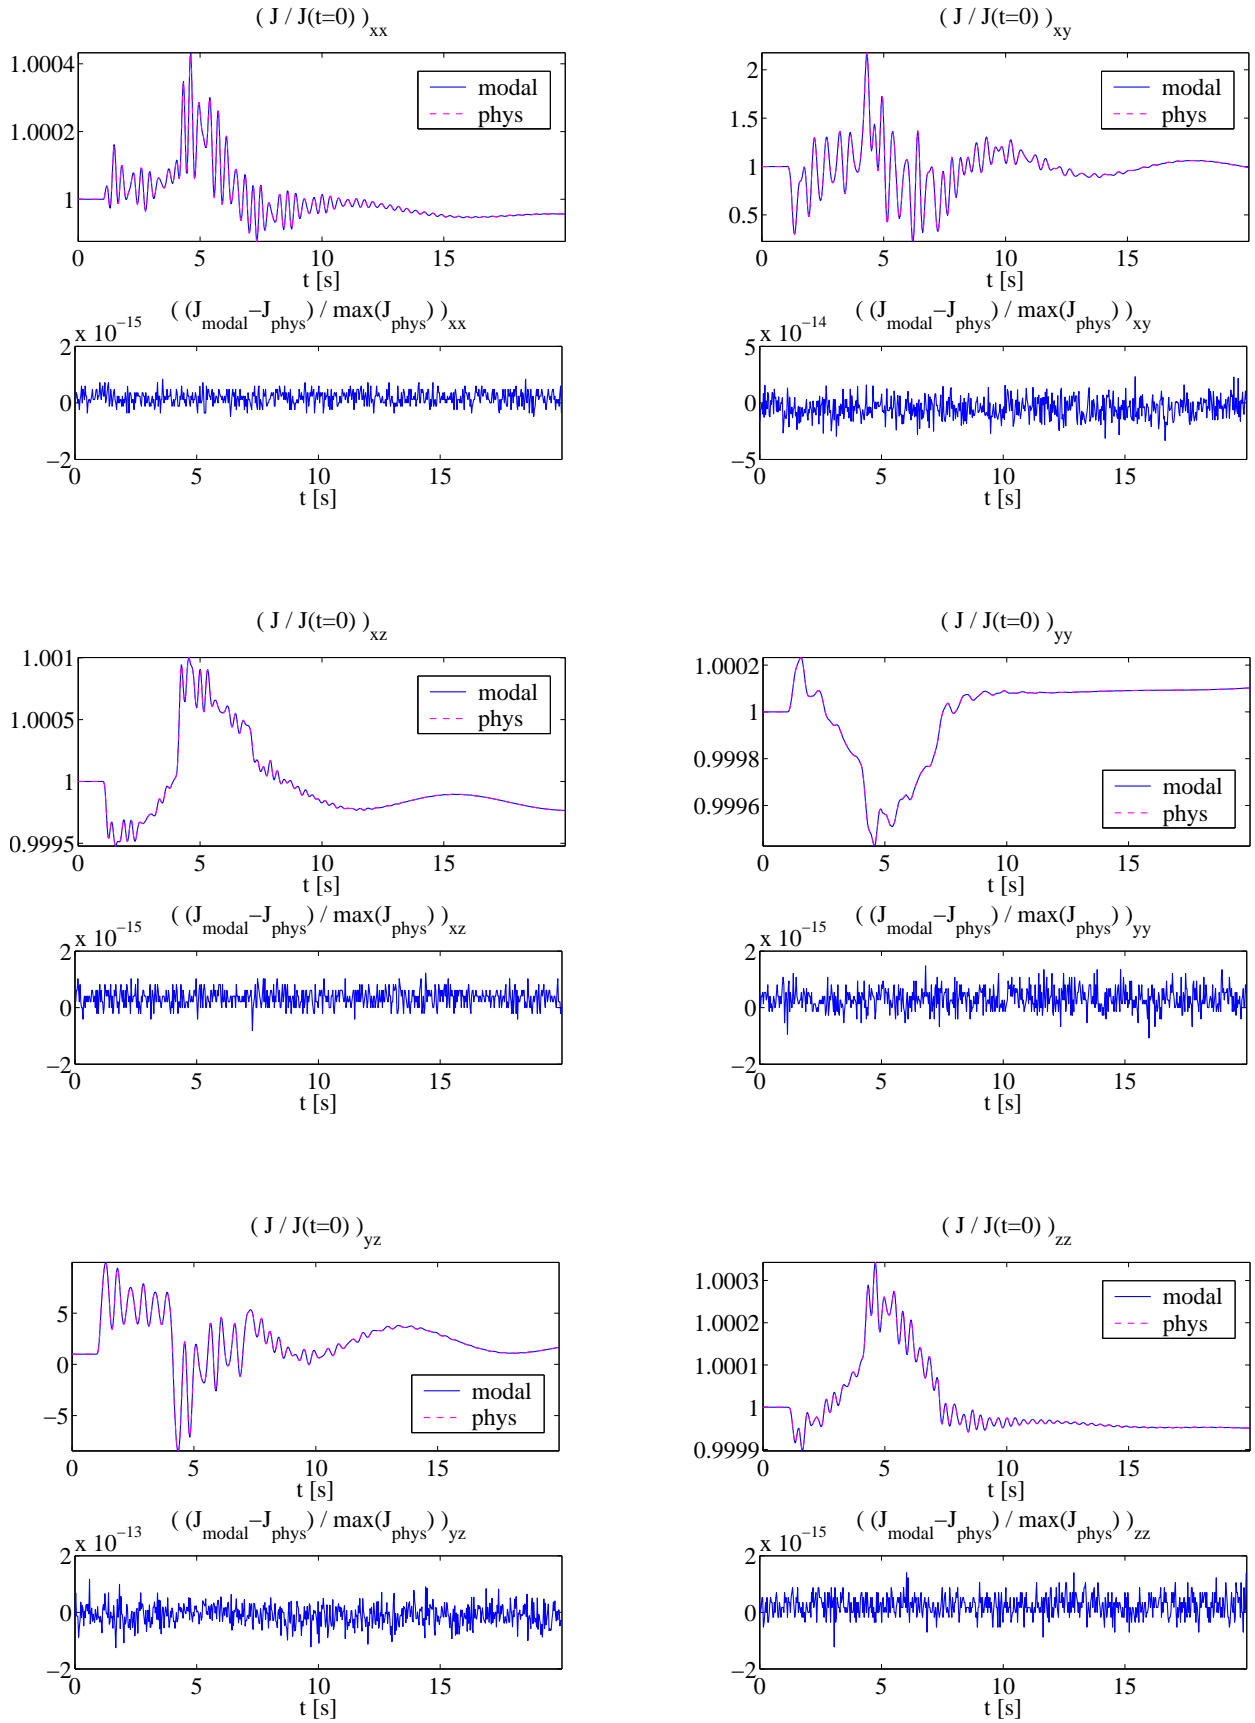 ( J / J(t=0) )xx
1.0004
1.0002
1
modal
phys
0 5 10 15
t [s]
( (Jmodal−Jphys) / max(Jphys) )xx
x 10−15
2
0
−2
0 5 10 15
t [s]
( J / J(t=0) )xy
2
1.5
1
0.5
modal
phys
0 5 10 15
t [s]
( (Jmodal−Jphys) / max(Jphys) )xy
x 10−14
5
0
−5
0 5 10 15
t [s]
( J / J(t=0) )xz
1.001
1.0005
1
0.9995
modal
phys
0 5 10 15
t [s]
( (Jmodal−Jphys) / max(Jphys) )xz
x 10−15
2
0
−2
0 5 10 15
t [s]
( J / J(t=0) )yy
1.0002
1
0.9998
0.9996
modal
phys
0 5 10 15
t [s]
( (Jmodal−Jphys) / max(Jphys) )yy
x 10−15
2
0
−2
0 5 10 15
t [s]
( J / J(t=0) )yz
5
0
−5
modal
phys
0 5 10 15
t [s]
( (Jmodal−Jphys) / max(Jphys) )yz
x 10−13
2
0
−2
0 5 10 15
t [s]
( J / J(t=0) )zz
1.0003
1.0002
1.0001
1
0.9999
modal
phys
0 5 10 15
t [s]
( (Jmodal−Jphys) / max(Jphys) )zz
x 10−15
2
0
−2
0 5 10 15
t [s]